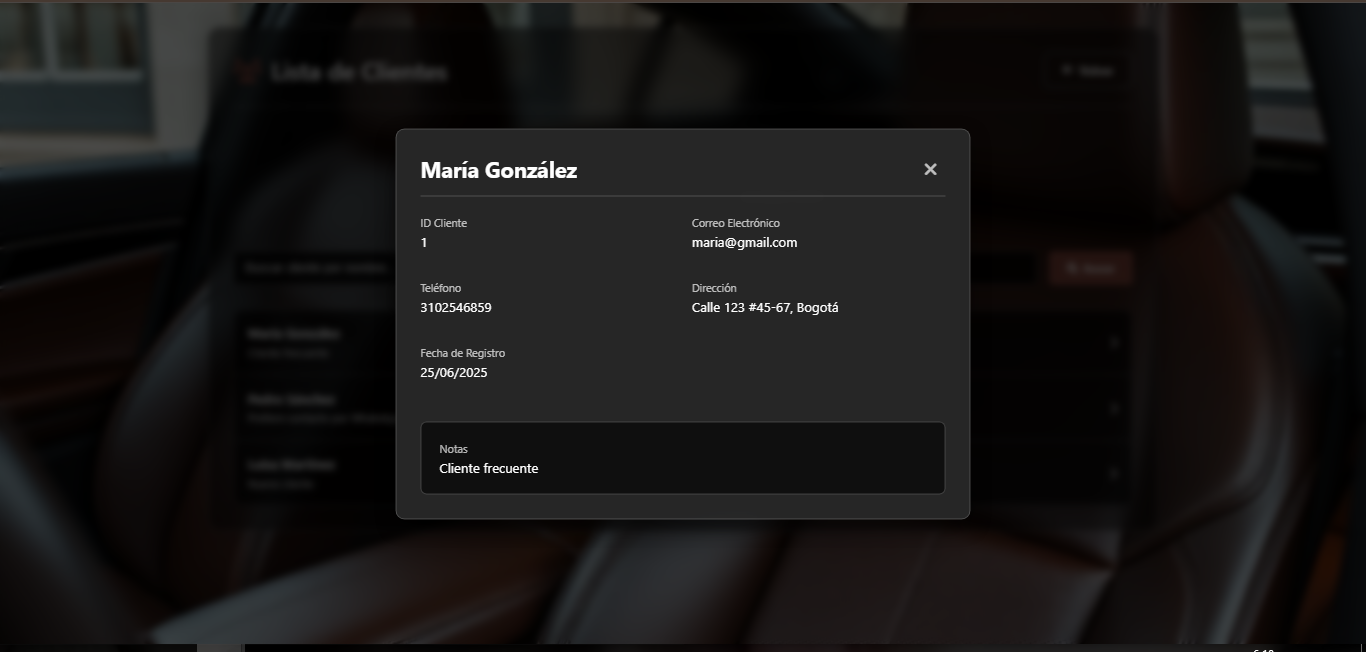 Lista de Clientes
María González
ID Cliente
1
Correo Electrónico
maria@gmail.com
Teléfono
3102546859
Dirección
Calle 123 #45-67, Bogotá
Fecha de Registro
25/06/2025
Notas
Cliente frecuente